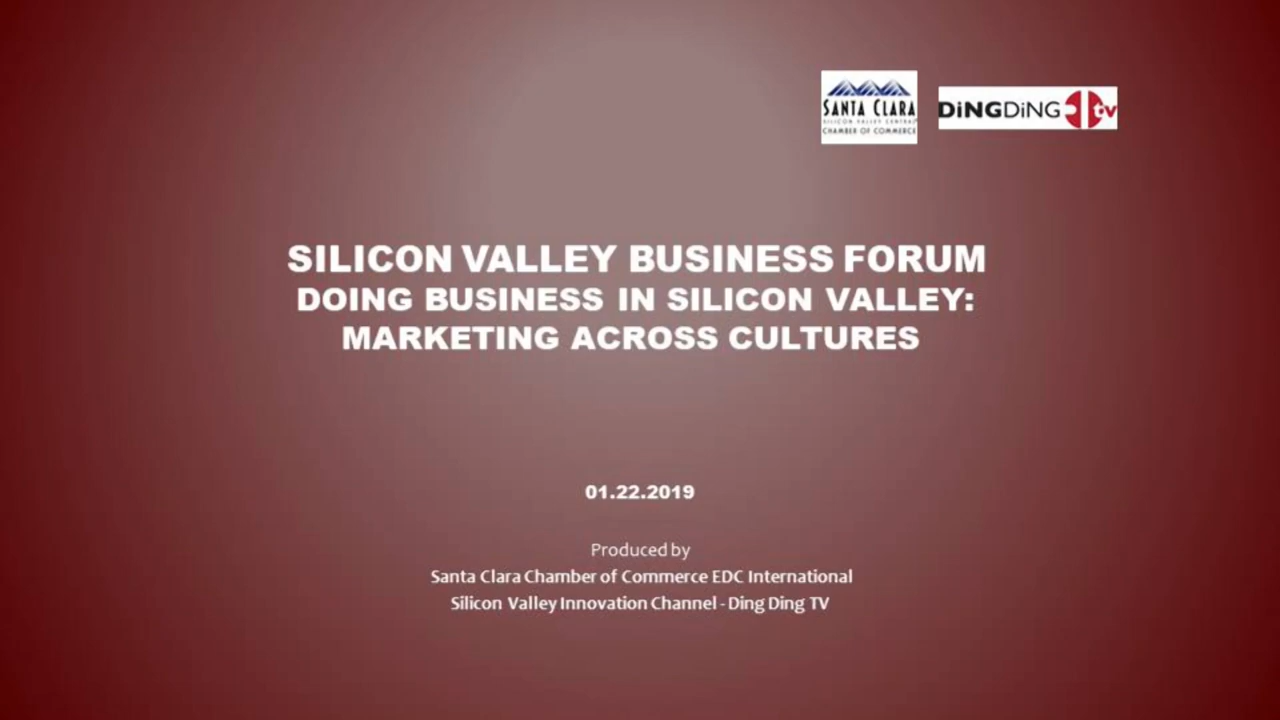 SANTA CLARA
SILICON VALLEY CENTRAL
CHAMBER OF COMMERCE
DiNGDiNG tv
SILICON VALLEY BUSINESS FORUM
DOING BUSINESS IN SILICON VALLEY:
MARKETING ACROSS CULTURES
01.22.2019
Produced by
Santa Clara Chamber of Commerce EDC International
Silicon Valley Innovation Channel - Ding Ding TV